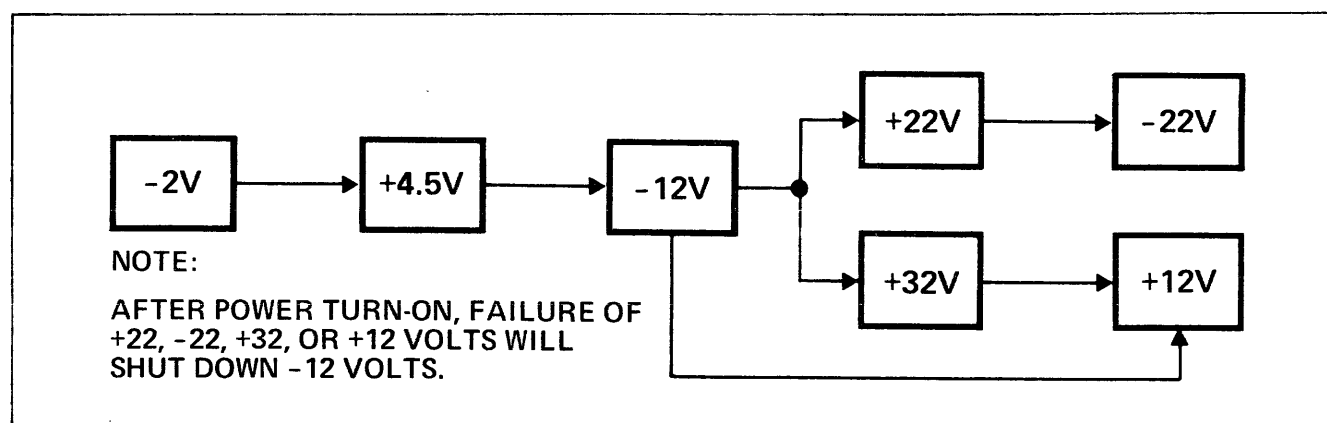 -2V
+4.5V
-12V
+22V
-22V
+32V
+12V
NOTE:
AFTER POWER TURN-ON, FAILURE OF
+22, -22, +32, OR +12 VOLTS WILL
SHUT DOWN -12 VOLTS.